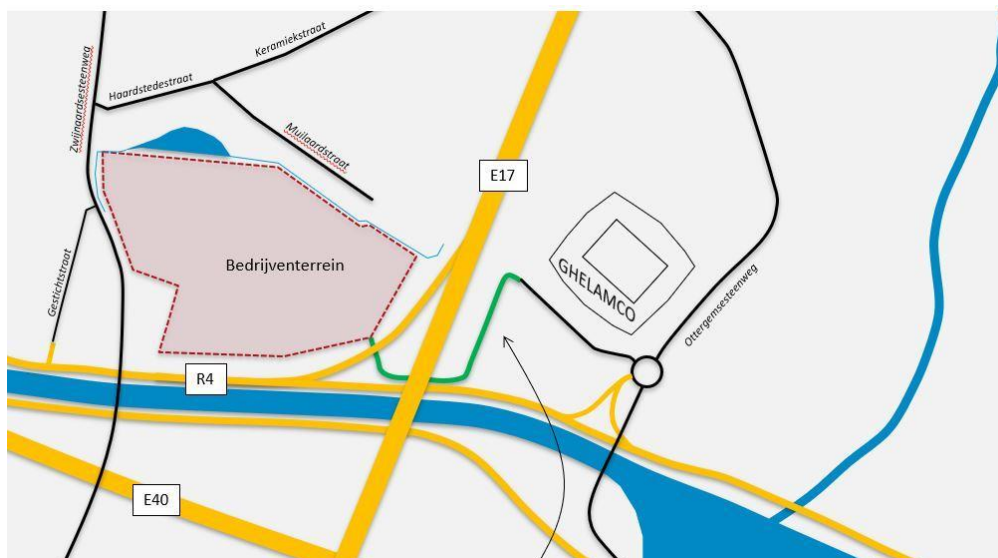 Zwijnaardsesteenweg
Haardstedestraat
Keramiekstraat
Muilaardstraat
E17
Bedrijventerrein
GHELAMCO
Gestichtstraat
Ottergemsesteenweg
R4
E40